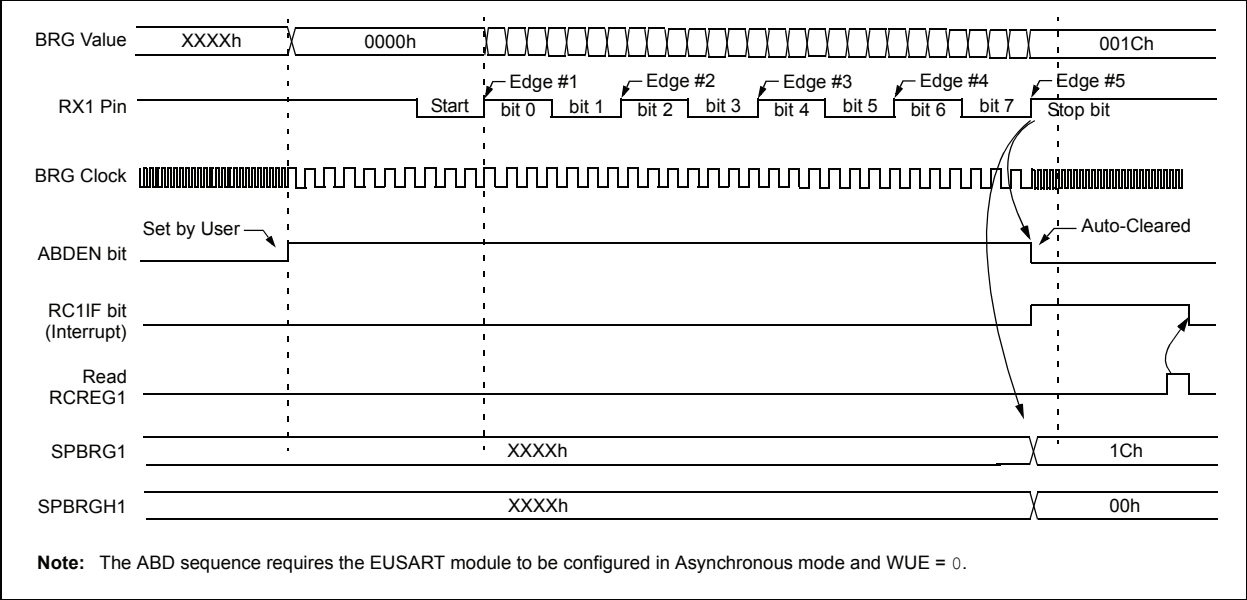 BRG Value
XXXXh
0000h
001Ch
Edge #1
Edge #2
Edge #3
Edge #4
Edge #5
RX1 Pin
Start
bit 0
bit 1
bit 2
bit 3
bit 4
bit 5
bit 6
bit 7
Stop bit
BRG Clock
Set by User
Auto-Cleared
ABDEN bit
RC1IF bit
(Interrupt)
Read
RCREG1
SPBRG1
XXXXh
1Ch
SPBRGH1
XXXXh
00h
Note: The ABD sequence requires the EUSART module to be configured in Asynchronous mode and WUE = 0.